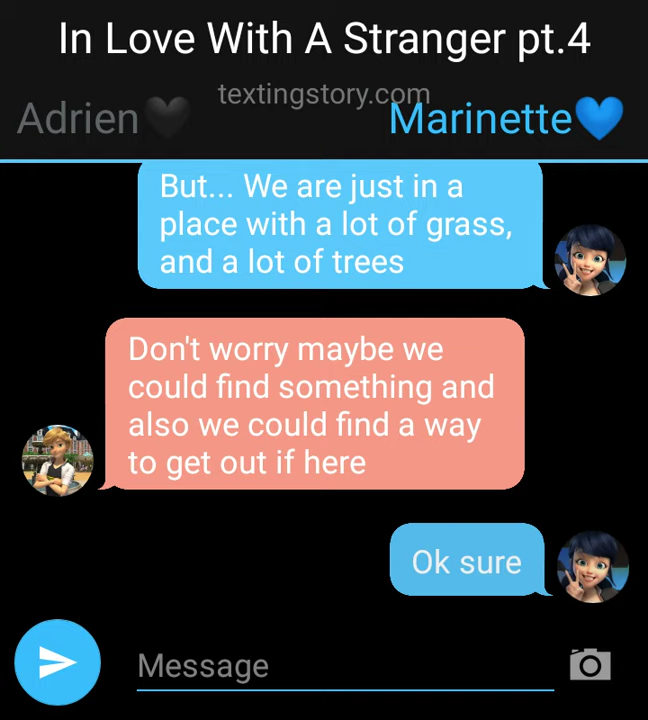 In Love With A Stranger pt.4
textingstory.com
Adrien🖤 Marinette💙
But... We are just in a
place with a lot of grass,
and a lot of trees
Don't worry maybe we
could find something and
also we could find a way
to get out if here
Ok sure
Message